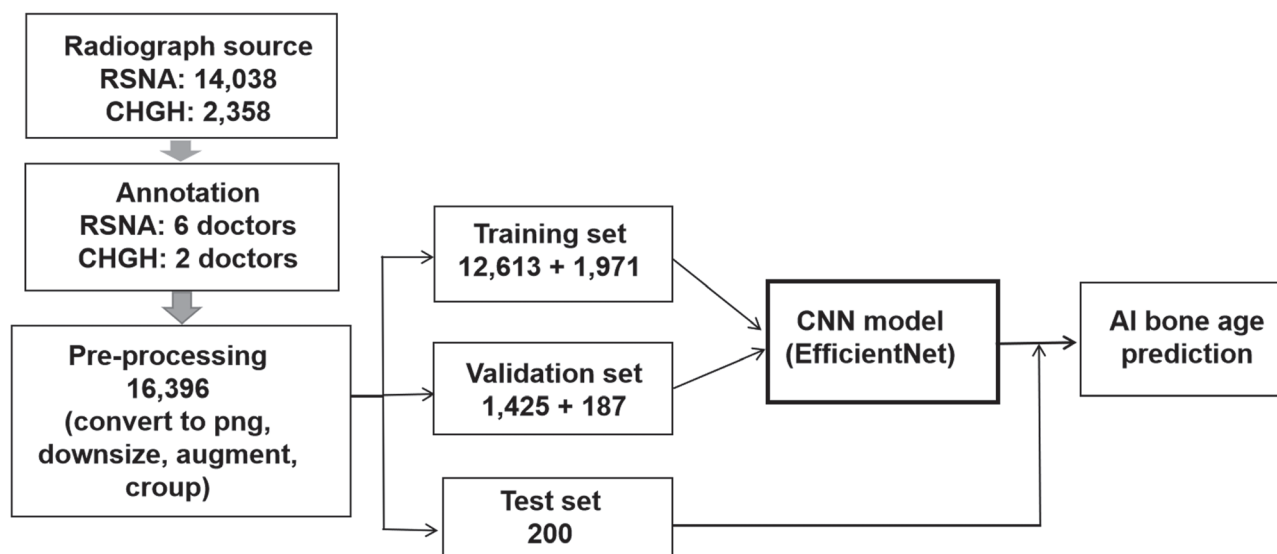 Radiograph source
RSNA: 14,038
CHGH: 2,358
Annotation
RSNA: 6 doctors
CHGH: 2 doctors
Pre-processing
16,396
(convert to png,
downsize, augment,
croup)
Training set
12,613 + 1,971
Validation set
1,425 + 187
Test set
200
CNN model
(EfficientNet)
AI bone age
prediction